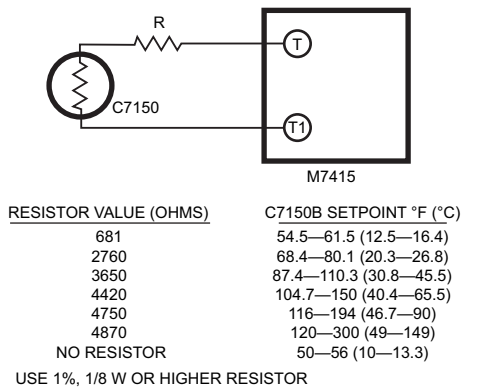 R
T
C7150
T1
M7415
RESISTOR VALUE (OHMS) C7150B SETPOINT °F (°C)
681 54.5—61.5 (12.5—16.4)
2760 68.4—80.1 (20.3—26.8)
3650 87.4—110.3 (30.8—45.5)
4420 104.7—150 (40.4—65.5)
4750 116—194 (46.7—90)
4870 120—300 (49—149)
NO RESISTOR 50—56 (10—13.3)
USE 1%, 1/8 W OR HIGHER RESISTOR